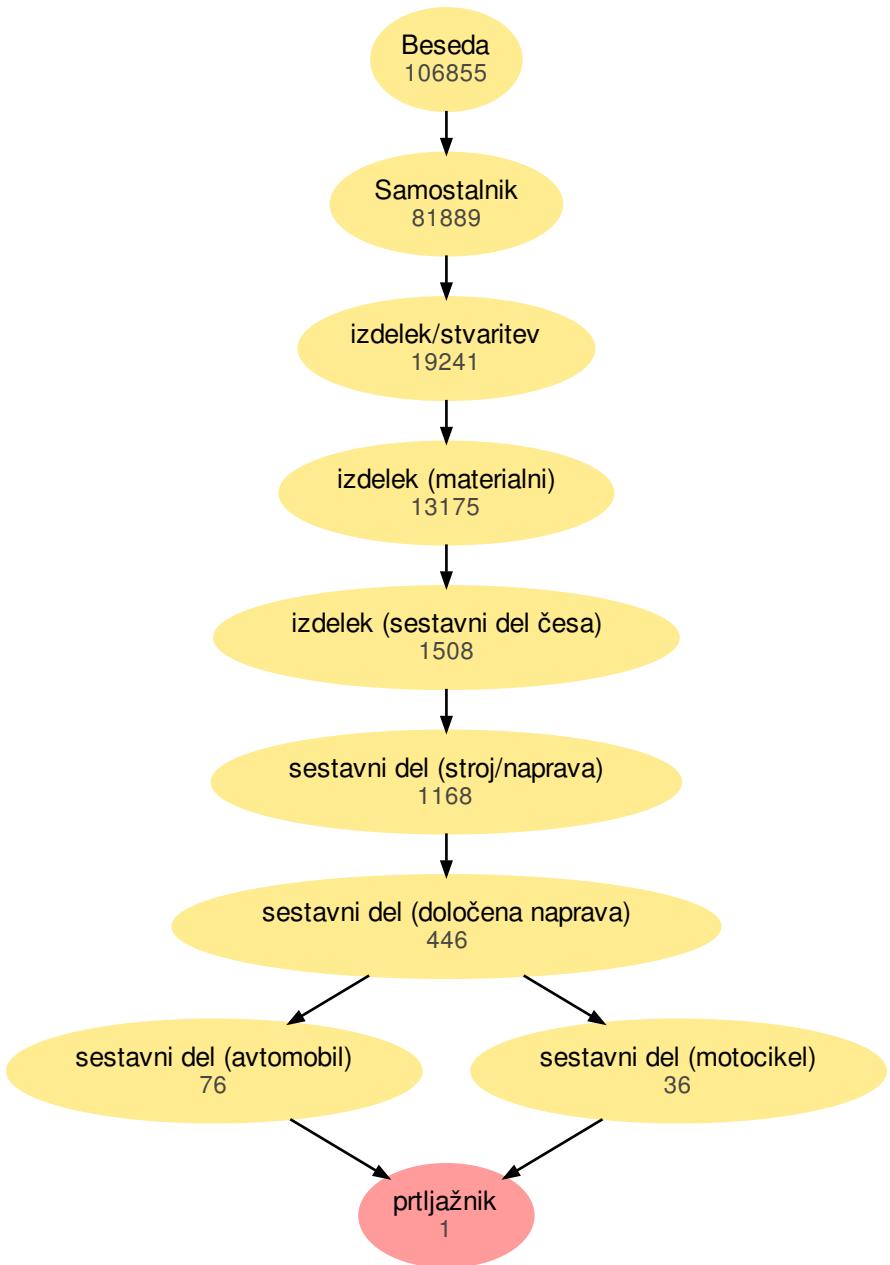 Beseda
106855
Samostalnik
81889
izdelek/stvaritev
19241
izdelek (materialni)
13175
izdelek (sestavni del česa)
1508
sestavni del (stroj/naprava)
1168
sestavni del (določena naprava)
446
sestavni del (avtomobil)
76
sestavni del (motocikel)
36
prtljažnik
1